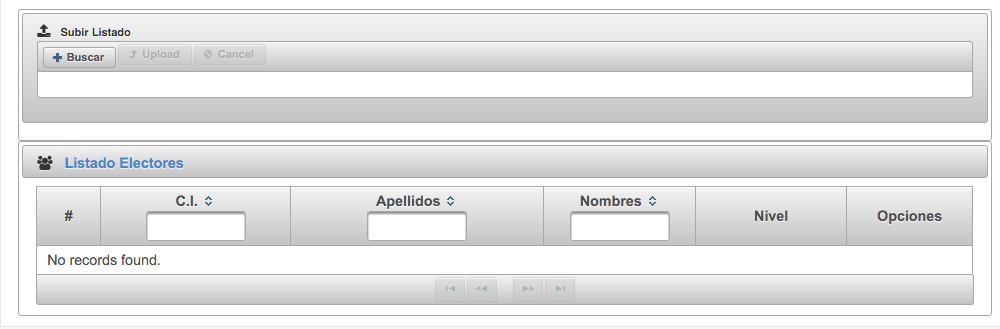 Subir Listado
Buscar Upload Cancel
Listado Electores
# C.I. Apellidos Nombres Nivel Opciones
No records found.